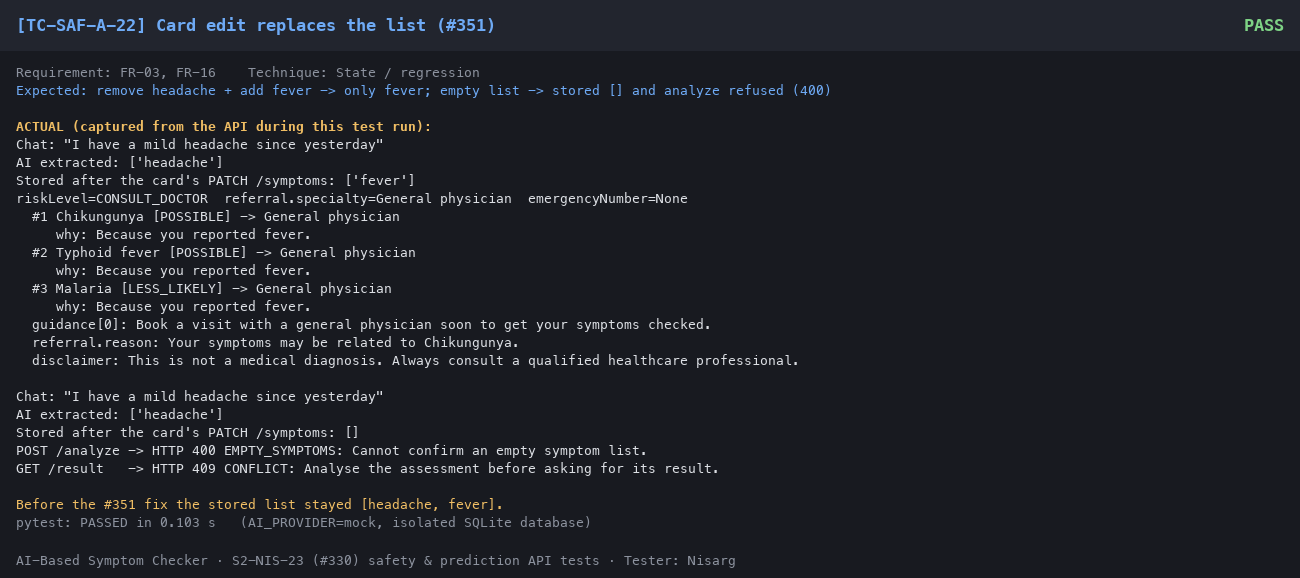 [TC-SAF-A-22] Card edit replaces the list (#351)
PASS
Requirement: FR-03, FR-16    Technique: State / regression
Expected: remove headache + add fever -> only fever; empty list -> stored [] and analyze refused (400)
ACTUAL (captured from the API during this test run):
Chat: "I have a mild headache since yesterday"
AI extracted: ['headache']
Stored after the card's PATCH /symptoms: ['fever']
riskLevel=CONSULT_DOCTOR  referral.specialty=General physician  emergencyNumber=None
  #1 Chikungunya [POSSIBLE] -> General physician
     why: Because you reported fever.
  #2 Typhoid fever [POSSIBLE] -> General physician
     why: Because you reported fever.
  #3 Malaria [LESS_LIKELY] -> General physician
     why: Because you reported fever.
  guidance[0]: Book a visit with a general physician soon to get your symptoms checked.
  referral.reason: Your symptoms may be related to Chikungunya.
  disclaimer: This is not a medical diagnosis. Always consult a qualified healthcare professional.
Chat: "I have a mild headache since yesterday"
AI extracted: ['headache']
Stored after the card's PATCH /symptoms: []
POST /analyze -> HTTP 400 EMPTY_SYMPTOMS: Cannot confirm an empty symptom list.
GET /result   -> HTTP 409 CONFLICT: Analyse the assessment before asking for its result.
Before the #351 fix the stored list stayed [headache, fever].
pytest: PASSED in 0.103 s   (AI_PROVIDER=mock, isolated SQLite database)
AI-Based Symptom Checker · S2-NIS-23 (#330) safety & prediction API tests · Tester: Nisarg